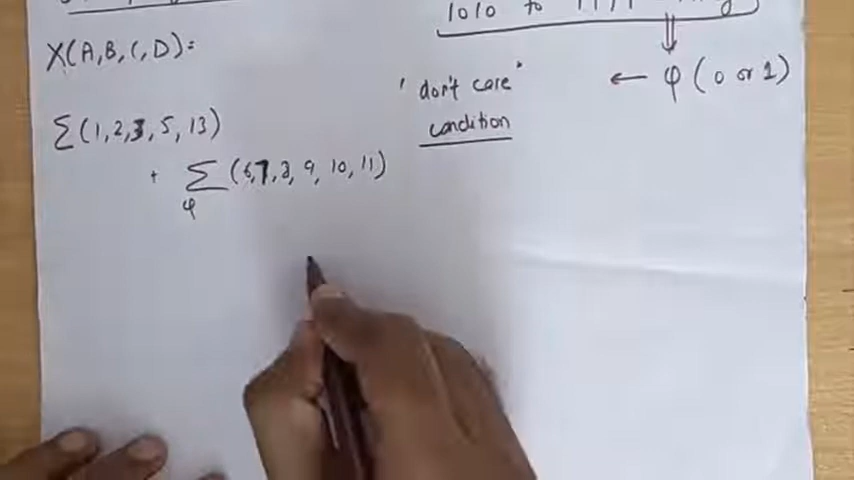 1010 to 1111
X(A,B,C,D):
φ(0 or 1)
'don't care'
condition
Σ(1,2,3,5,13)
+ Σ(6,7,8,9,10,11)
φ